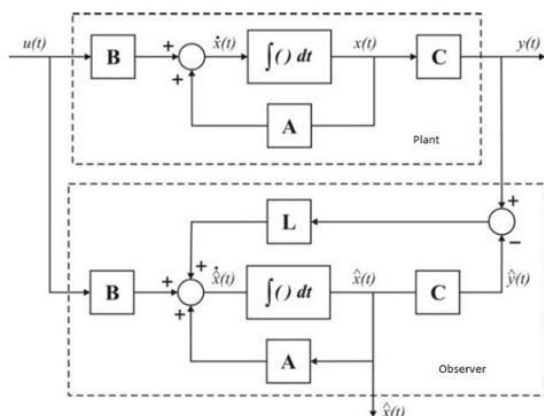 u(t) B + + ẋ(t) ∫( ) dt x(t) C y(t)
A
Plant
+
L −
+
B + + x̂̇(t) ∫( ) dt x̂(t) C ŷ(t)
A
Observer
x̂(t)